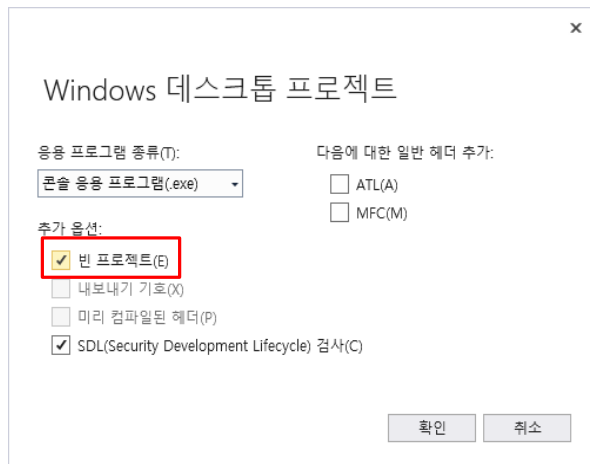 Windows 데스크톱 프로젝트
응용 프로그램 종류(T):
콘솔 응용 프로그램(.exe)
추가 옵션:
빈 프로젝트(E)
내보내기 기호(X)
미리 컴파일된 헤더(P)
SDL(Security Development Lifecycle) 검사(C)
다음에 대한 일반 헤더 추가:
ATL(A)
MFC(M)
확인
취소